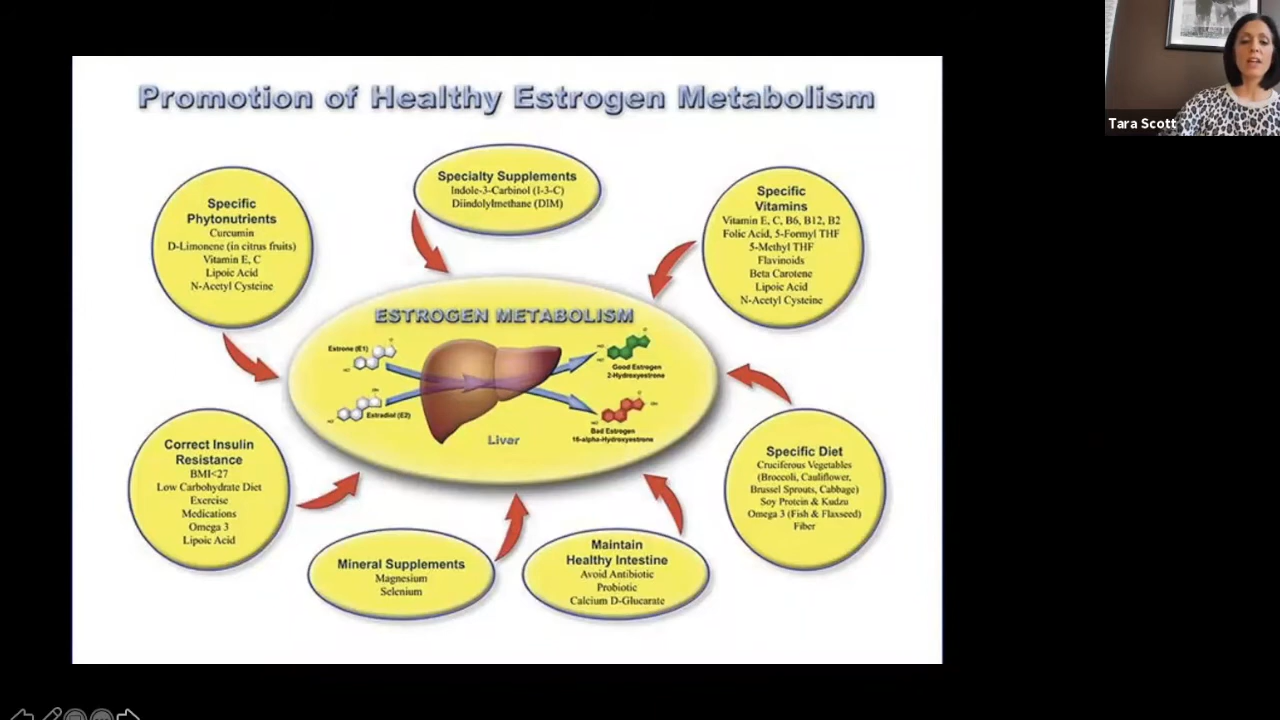 Promotion of Healthy Estrogen Metabolism
Specialty Supplements
Indole-3-Carbinol (I-3-C)
Diindolylmethane (DIM)
Specific
Phytonutrients
Curcumin
D-Limonene (in citrus fruits)
Vitamin E, C
Lipoic Acid
N-Acetyl Cysteine
Specific
Vitamins
Vitamin E, C, B6, B12, B2
Folic Acid, 5-Formyl THF
5-Methyl THF
Flavinoids
Beta Carotene
Lipoic Acid
N-Acetyl Cysteine
ESTROGEN METABOLISM
Estrone (E1)
Estradiol (E2)
Liver
Good Estrogen
2-Hydroxyestrone
Bad Estrogen
16-alpha-Hydroxyestrone
Correct Insulin
Resistance
BMI<27
Low Carbohydrate Diet
Exercise
Medications
Omega 3
Lipoic Acid
Mineral Supplements
Magnesium
Selenium
Maintain
Healthy Intestine
Avoid Antibiotic
Probiotic
Calcium D-Glucarate
Specific Diet
Cruciferous Vegetables
(Broccoli, Cauliflower,
Brussel Sprouts, Cabbage)
Soy Protein & Kudzu
Omega 3 (Fish & Flaxseed)
Fiber
Tara Scott